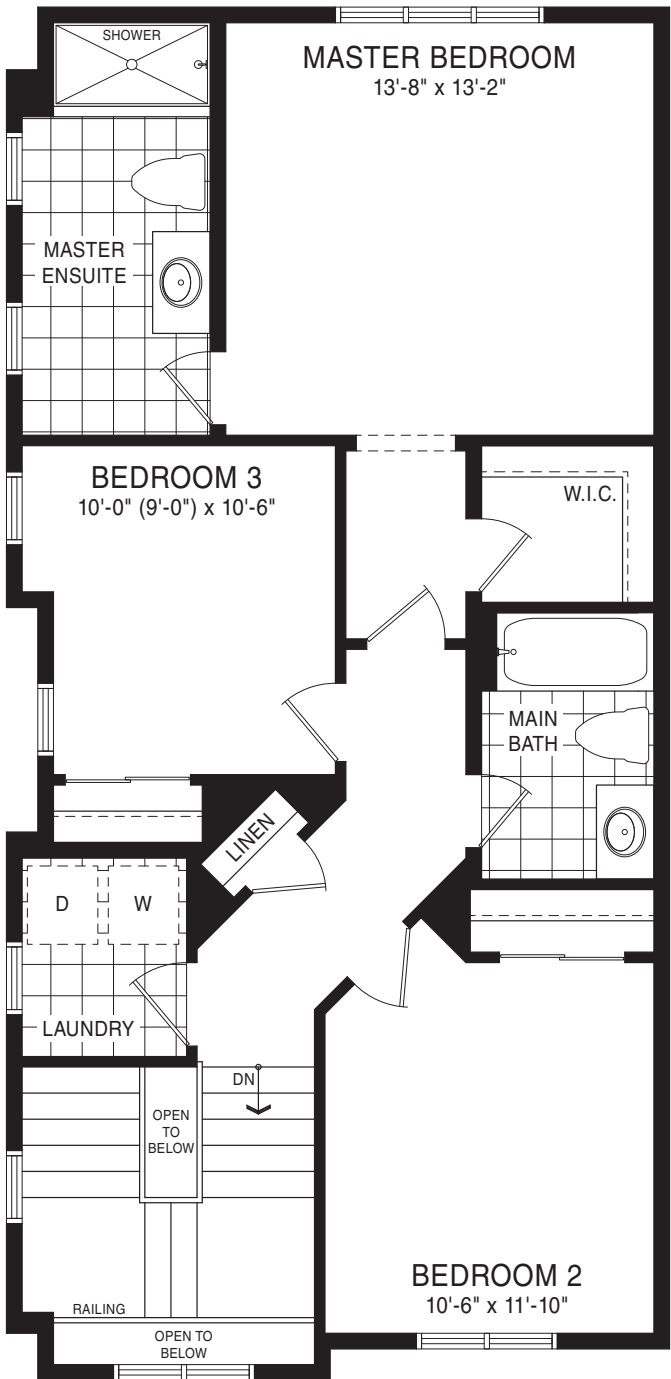 SHOWER
MASTER BEDROOM
13'-8" x 13'-2"
MASTER
ENSUITE
BEDROOM 3
10'-0" (9'-0") x 10'-6"
W.I.C.
MAIN
BATH
LINEN
D
W
LAUNDRY
DN
OPEN
TO
BELOW
BEDROOM 2
10'-6" x 11'-10"
RAILING
OPEN TO
BELOW